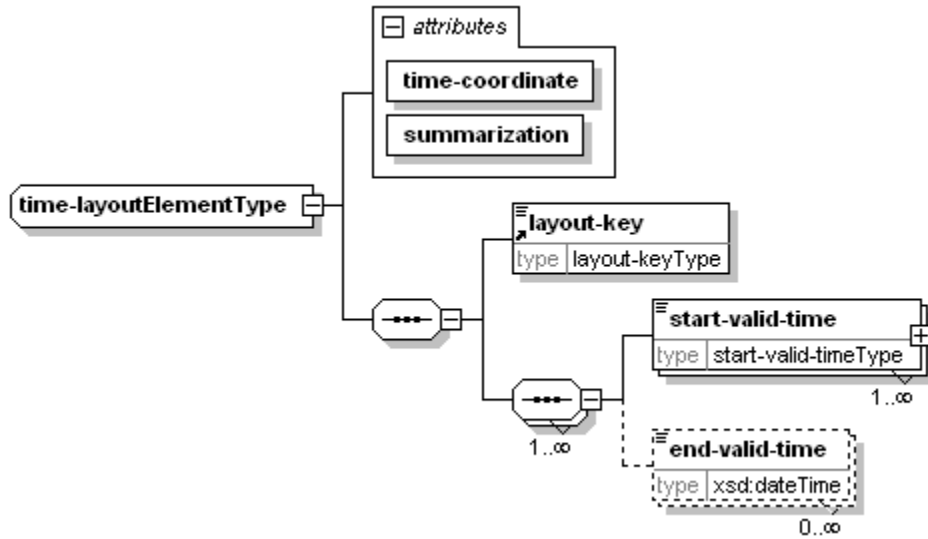 attributes
time-coordinate
summarization
time-layoutElementType
layout-key
type layout-keyType
start-valid-time
type start-valid-timeType
1..∞
1..∞
end-valid-time
type xsd:dateTime
0..∞